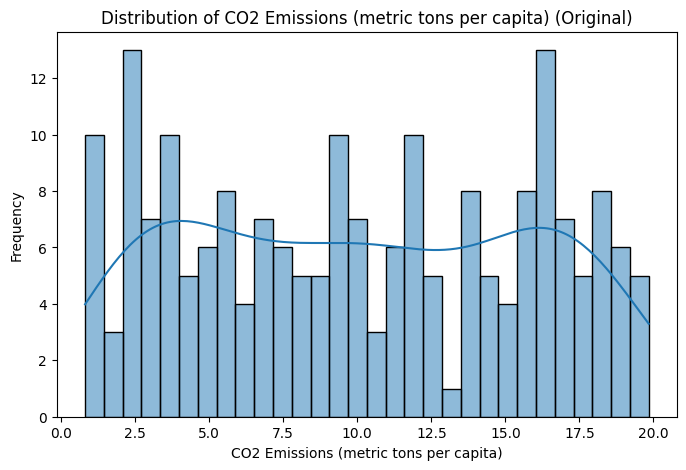 Distribution of CO2 Emissions (metric tons per capita) (Original)
12
10
8
6
4
2
0
Frequency
0.0 2.5 5.0 7.5 10.0 12.5 15.0 17.5 20.0
CO2 Emissions (metric tons per capita)